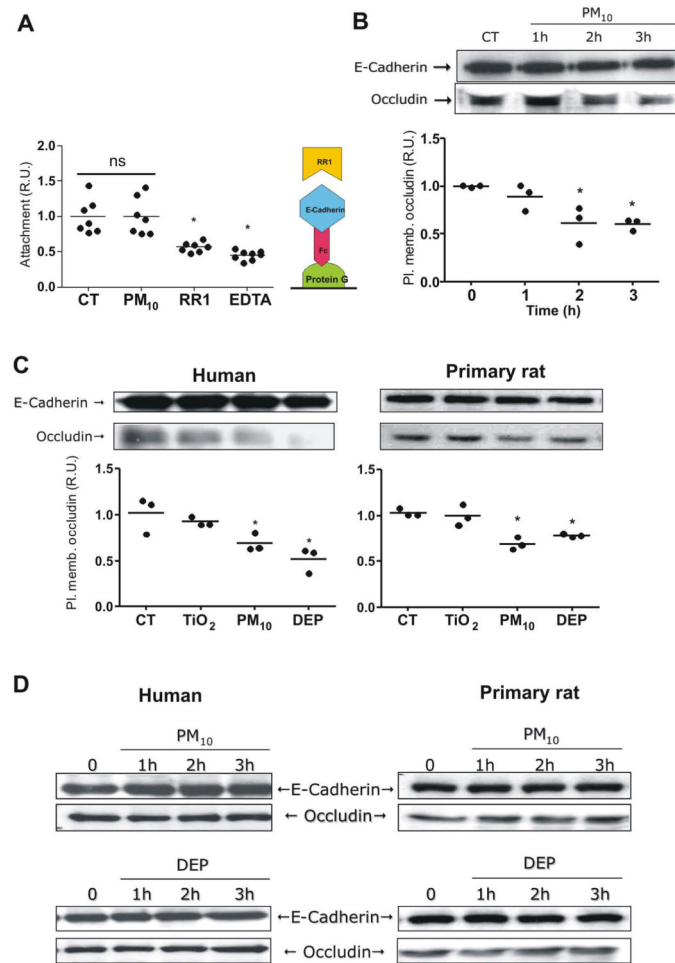 A
Attachment (R.U.)
2.0
1.5
1.0
0.5
0.0
ns
*
*
CT PM10 RR1 EDTA
RR1
E-Cadherin
Fc
Protein G
B
PM10
CT 1h 2h 3h
E-Cadherin →
Occludin →
Pl. memb. occludin (R.U.)
1.5
1.0
0.5
0.0
*
*
0 1 2 3
Time (h)
C
Human
E-Cadherin →
Occludin→
Pl. memb. occludin (R.U.)
1.5
1.0
0.5
0.0
*
*
CT TiO2 PM10 DEP
Primary rat
1.5
1.0
0.5
0.0
*
*
CT TiO2 PM10 DEP
D
Human
Primary rat
PM10
PM10
0 1h 2h 3h
0 1h 2h 3h
←E-Cadherin→
← Occludin→
DEP
DEP
0 1h 2h 3h
0 1h 2h 3h
←E-Cadherin→
← Occludin→